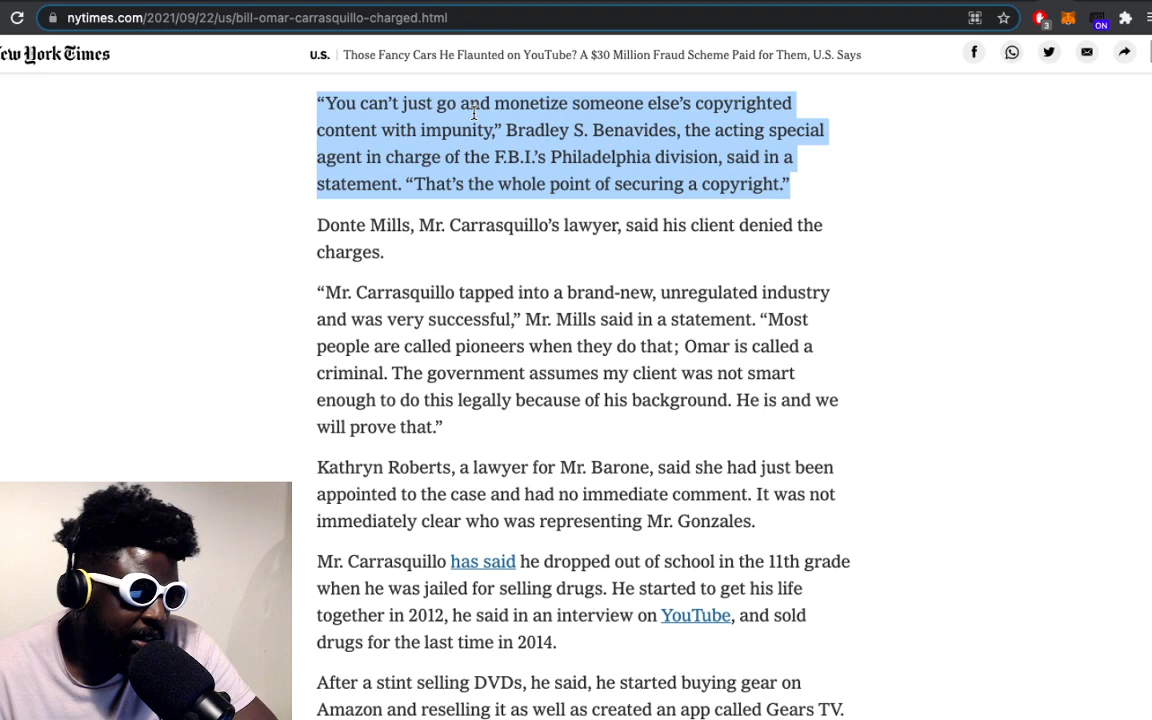 nytimes.com/2021/09/22/us/bill-omar-carrasquillo-charged.html
3
ON
ew York Times
U.S. | Those Fancy Cars He Flaunted on YouTube? A $30 Million Fraud Scheme Paid for Them, U.S. Says
“You can’t just go and monetize someone else’s copyrighted
content with impunity,” Bradley S. Benavides, the acting special
agent in charge of the F.B.I.’s Philadelphia division, said in a
statement. “That’s the whole point of securing a copyright.”
Donte Mills, Mr. Carrasquillo’s lawyer, said his client denied the
charges.
“Mr. Carrasquillo tapped into a brand-new, unregulated industry
and was very successful,” Mr. Mills said in a statement. “Most
people are called pioneers when they do that; Omar is called a
criminal. The government assumes my client was not smart
enough to do this legally because of his background. He is and we
will prove that.”
Kathryn Roberts, a lawyer for Mr. Barone, said she had just been
appointed to the case and had no immediate comment. It was not
immediately clear who was representing Mr. Gonzales.
Mr. Carrasquillo has said he dropped out of school in the 11th grade
when he was jailed for selling drugs. He started to get his life
together in 2012, he said in an interview on YouTube, and sold
drugs for the last time in 2014.
After a stint selling DVDs, he said, he started buying gear on
Amazon and reselling it as well as created an app called Gears TV.